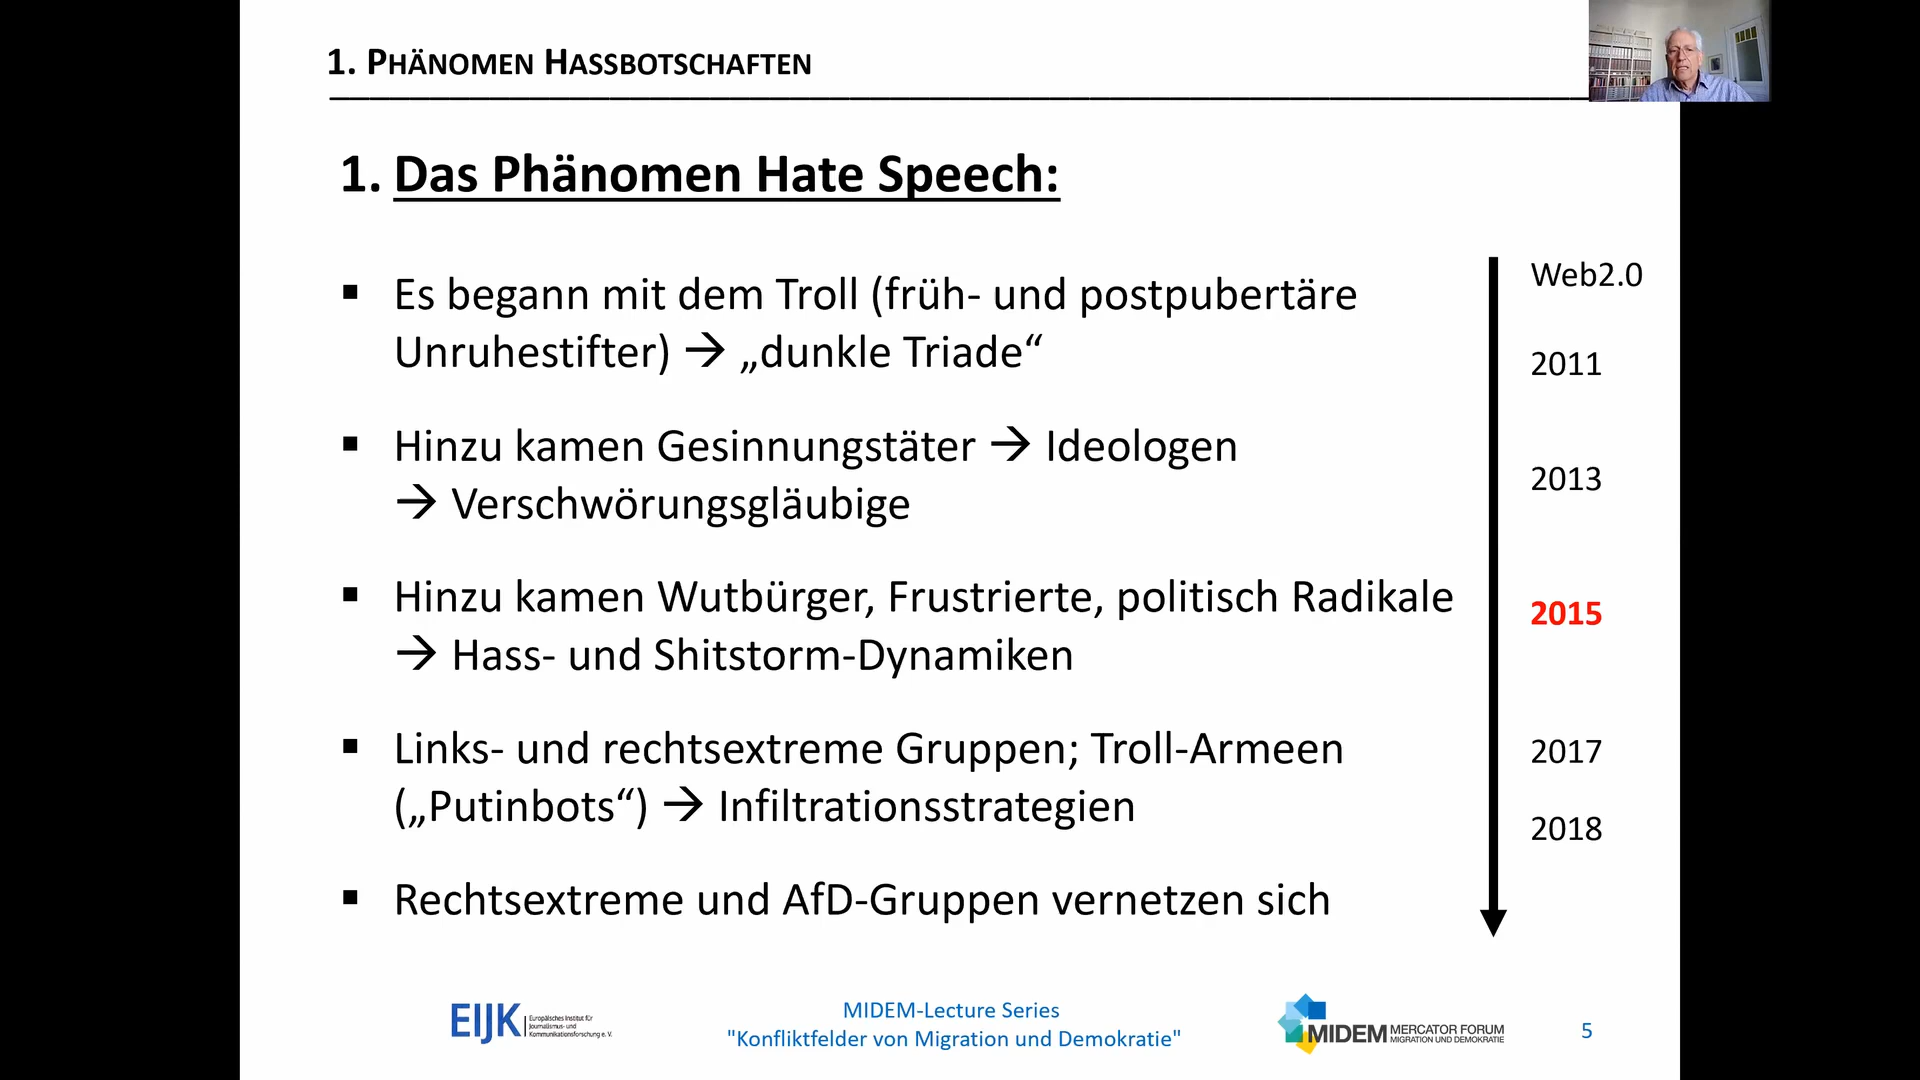 1. PHÄNOMEN HASSBOTSCHAFTEN
1. Das Phänomen Hate Speech:
▪ Es begann mit dem Troll (früh- und postpubertäre
Unruhestifter) → „dunkle Triade“
▪ Hinzu kamen Gesinnungstäter → Ideologen
→ Verschwörungsgläubige
▪ Hinzu kamen Wutbürger, Frustrierte, politisch Radikale
→ Hass- und Shitstorm-Dynamiken
▪ Links- und rechtsextreme Gruppen; Troll-Armeen
(„Putinbots“) → Infiltrationsstrategien
▪ Rechtsextreme und AfD-Gruppen vernetzen sich
Web2.0
2011
2013
2015
2017
2018
EIJK
Europäisches Institut für
Journalismus- und
Kommunikationsforschung e. V.
MIDEM-Lecture Series
"Konfliktfelder von Migration und Demokratie"
MIDEM MERCATOR FORUM
MIGRATION UND DEMOKRATIE
5